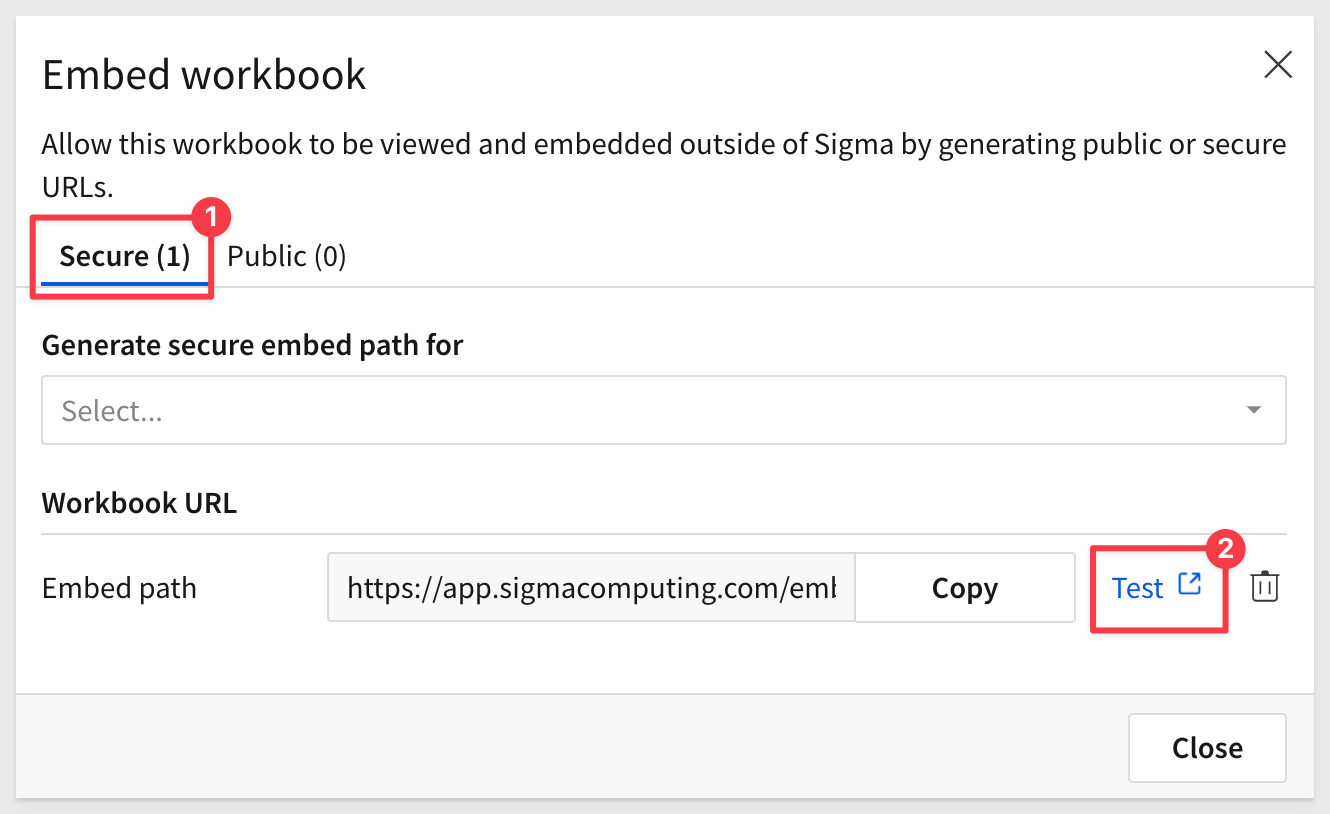 Embed workbook
Allow this workbook to be viewed and embedded outside of Sigma by generating public or secure
URLs.
1
Secure (1) Public (0)
Generate secure embed path for
Select...
Workbook URL
2
Embed path https://app.sigmacomputing.com/emb Copy Test
Close